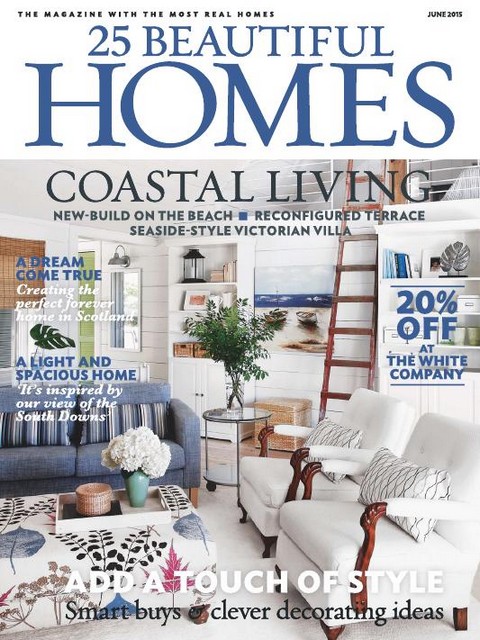 THE MAGAZINE WITH THE MOST REAL HOMES
JUNE 2015
25 BEAUTIFUL
HOMES
COASTAL LIVING
NEW-BUILD ON THE BEACH ■ RECONFIGURED TERRACE
SEASIDE-STYLE VICTORIAN VILLA
A DREAM
COME TRUE
Creating the
perfect forever
home in Scotland
A LIGHT AND
SPACIOUS HOME
'It's inspired by
our view of the
South Downs'
20%
OFF
AT
THE WHITE
COMPANY
ADD A TOUCH OF STYLE
Smart buys & clever decorating ideas